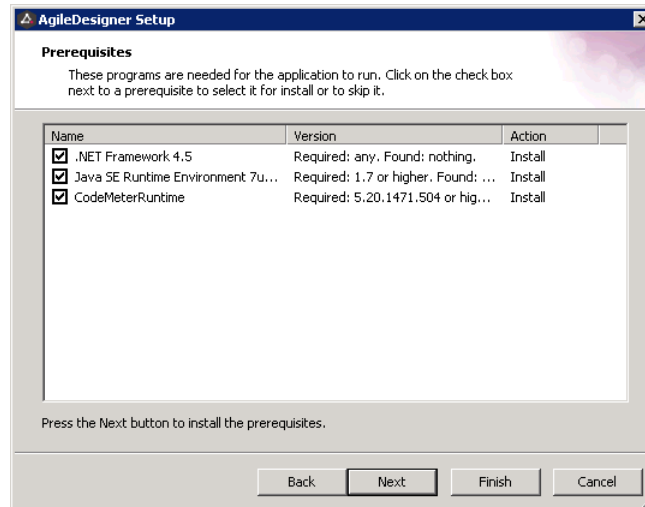 AgileDesigner Setup
Prerequisites
These programs are needed for the application to run. Click on the check box
next to a prerequisite to select it for install or to skip it.
Name Version Action
.NET Framework 4.5 Required: any. Found: nothing. Install
Java SE Runtime Environment 7u... Required: 1.7 or higher. Found: ... Install
CodeMeterRuntime Required: 5.20.1471.504 or hig... Install
Press the Next button to install the prerequisites.
Back Next Finish Cancel